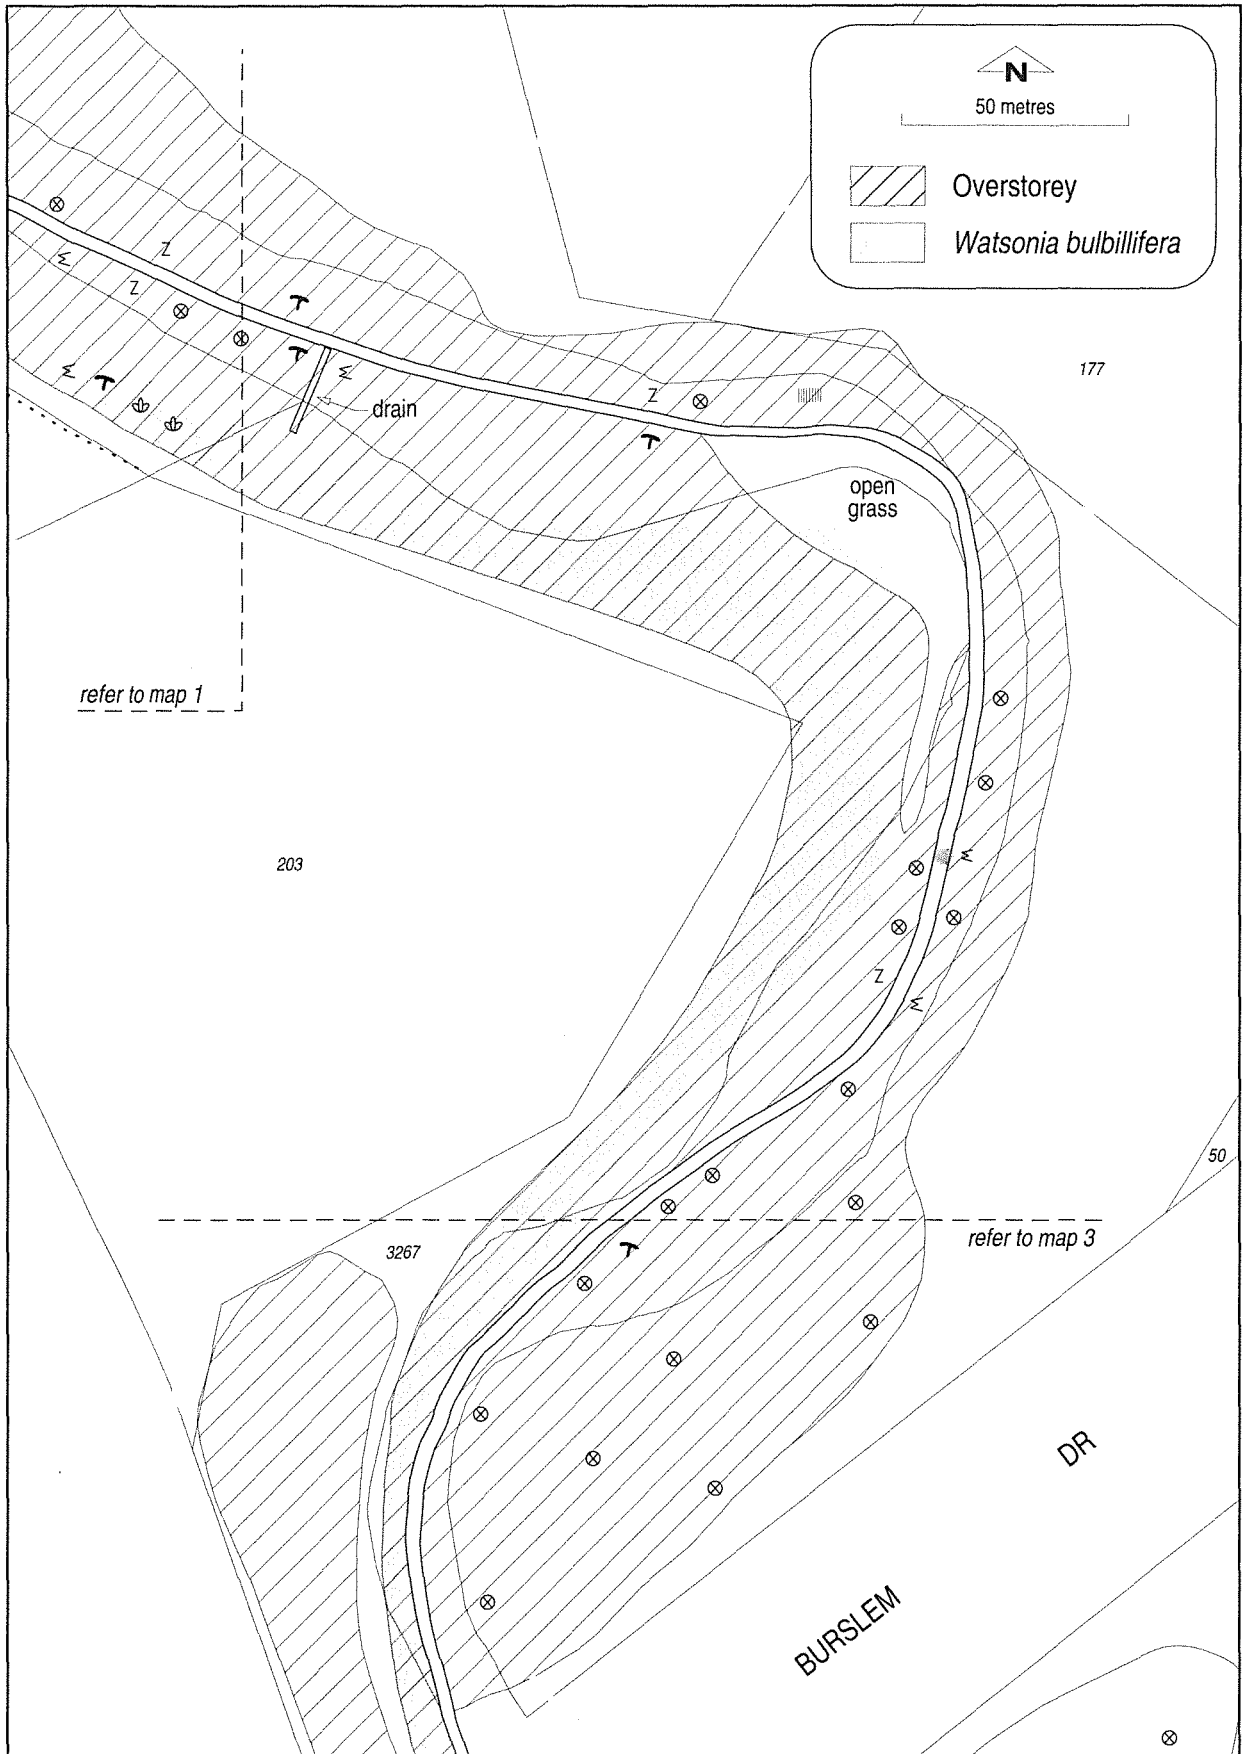 N
50 metres
Overstorey
Watsonia bulbillifera
177
Z
Σ
Z
Σ
Σ
drain
Z
open
grass
refer to map 1
203
Σ
Z
Σ
50
refer to map 3
3267
DR
BURSLEM